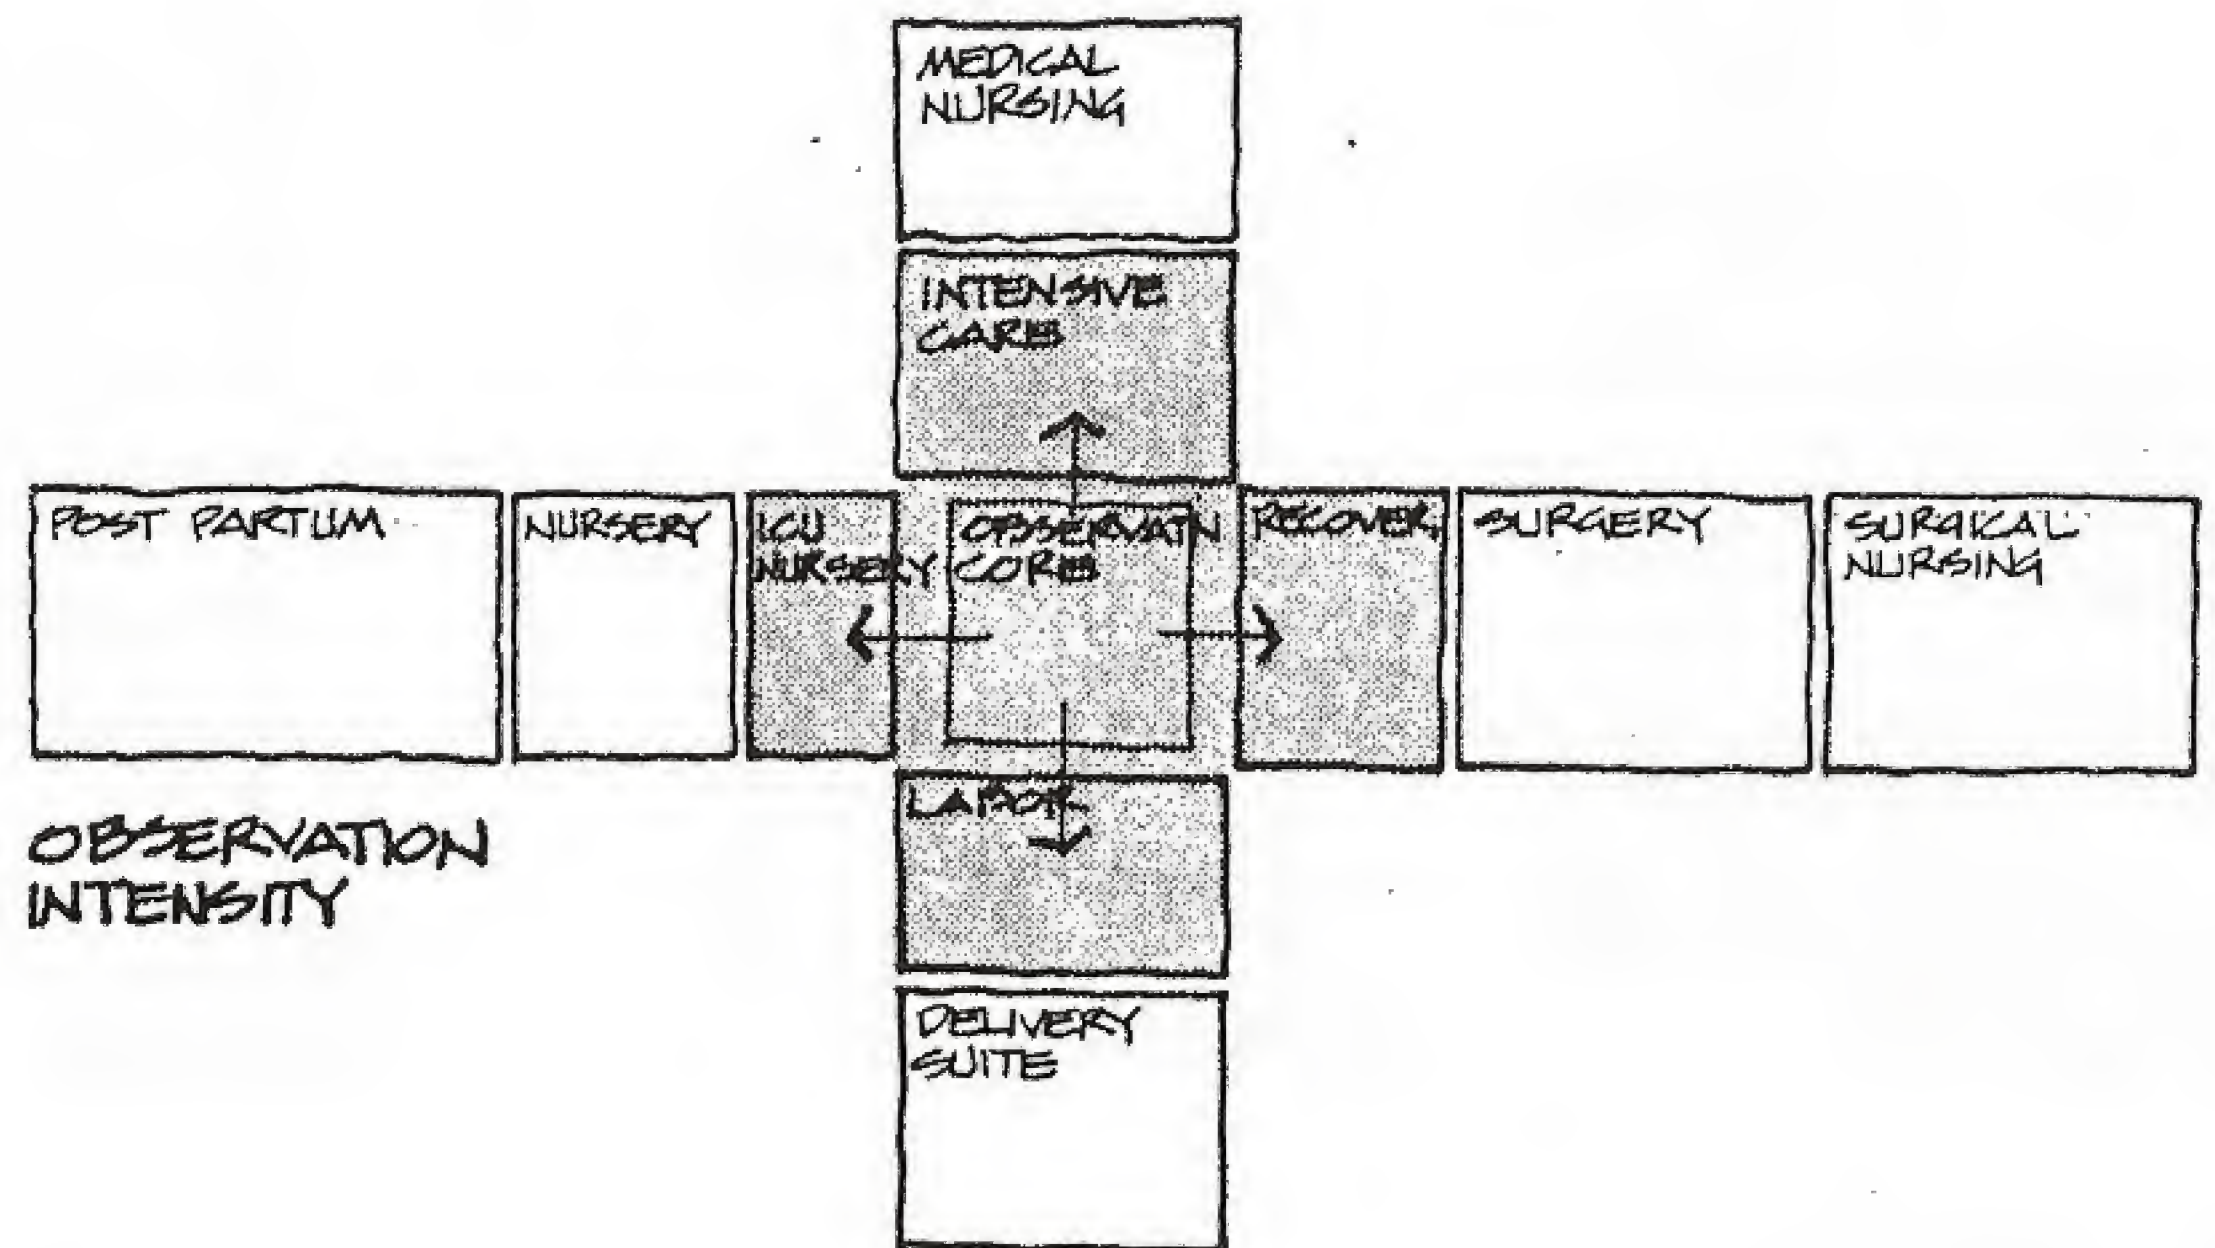 MEDICAL
NURSING
INTENSIVE
CARE
POST PARTUM
NURSERY
ICU
NURSERY
OBSERVATN
CORE
RECOVER.
SURGERY
SURGICAL
NURSING
LABOR
OBSERVATION
INTENSITY
DELIVERY
SUITE